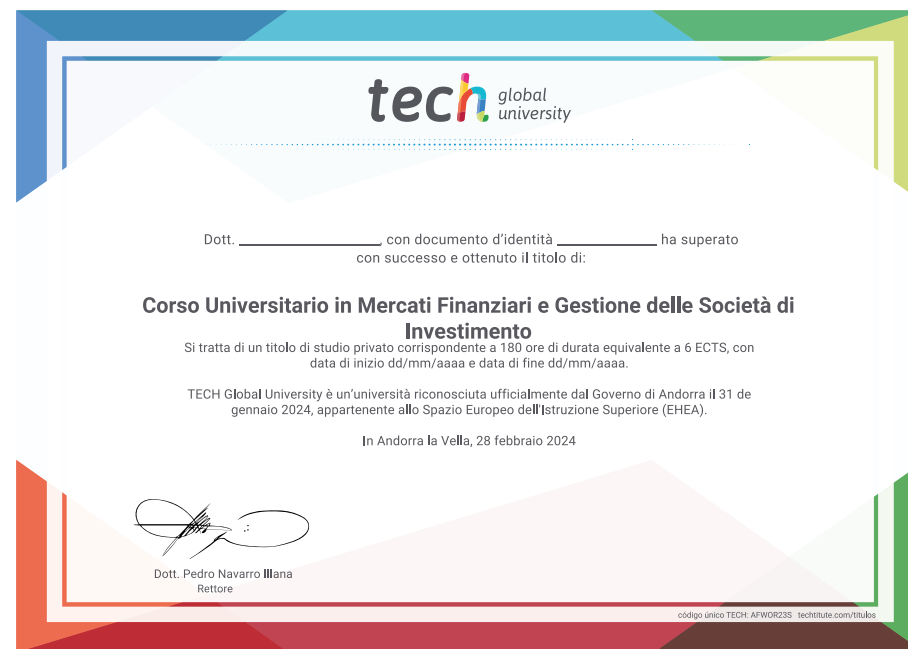 tech global university
Dott. ________________, con documento d'identità ____________ ha superato
con successo e ottenuto il titolo di:
Corso Universitario in Mercati Finanziari e Gestione delle Società di
Investimento
Si tratta di un titolo di studio privato corrispondente a 180 ore di durata equivalente a 6 ECTS, con
data di inizio dd/mm/aaaa e data di fine dd/mm/aaaa.
TECH Global University è un'università riconosciuta ufficialmente dal Governo di Andorra il 31 de
gennaio 2024, appartenente allo Spazio Europeo dell'Istruzione Superiore (EHEA).
In Andorra la Vella, 28 febbraio 2024
Dott. Pedro Navarro Illana
Rettore
código único TECH: AFWOR23S techtitute.com/titulos